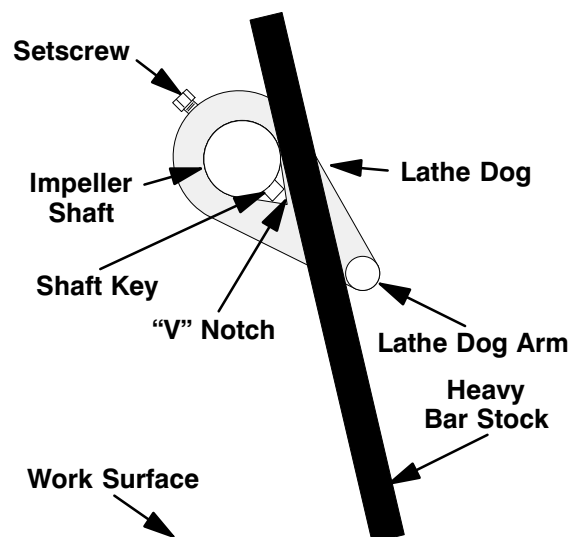 Setscrew
Impeller
Shaft
Lathe Dog
Shaft Key
“V” Notch
Lathe Dog Arm
Heavy
Bar Stock
Work Surface